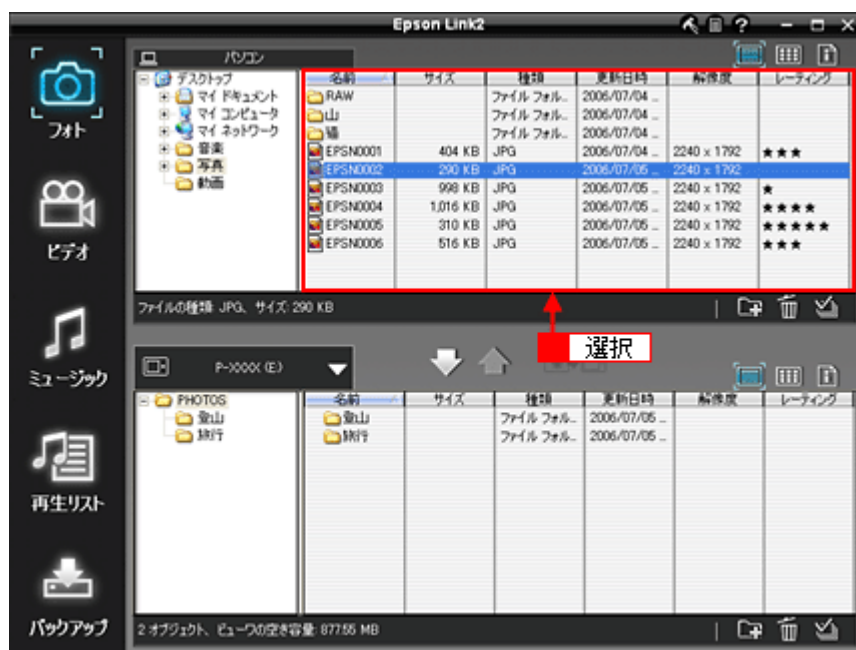 Epson Link2
フォト
ビデオ
ミュージック
再生リスト
バックアップ
パソコン
デスクトップ
マイ ドキュメント
マイ コンピュータ
マイ ネットワーク
音楽
写真
動画
名前 サイズ 種類 更新日時 解像度 レーティング
RAW ファイル フォル... 2006/07/04 ...
山 ファイル フォル... 2006/07/04 ...
猫 ファイル フォル... 2006/07/04 ...
EPSN0001 404 KB JPG 2006/07/04 ... 2240 x 1792 ★★★
EPSN0002 290 KB JPG 2006/07/05 ... 2240 x 1792
EPSN0003 998 KB JPG 2006/07/05 ... 2240 x 1792 ★
EPSN0004 1,016 KB JPG 2006/07/05 ... 2240 x 1792 ★★★★
EPSN0005 310 KB JPG 2006/07/05 ... 2240 x 1792 ★★★★★
EPSN0006 516 KB JPG 2006/07/05 ... 2240 x 1792 ★★★
ファイルの種類: JPG、サイズ: 290 KB
選択
P-XXXX (E:)
PHOTOS
登山
旅行
名前 サイズ 種類 更新日時 解像度 レーティング
登山 ファイル フォル... 2006/07/05 ...
旅行 ファイル フォル... 2006/07/05 ...
2 オブジェクト、ビューワの空き容量: 877.55 MB